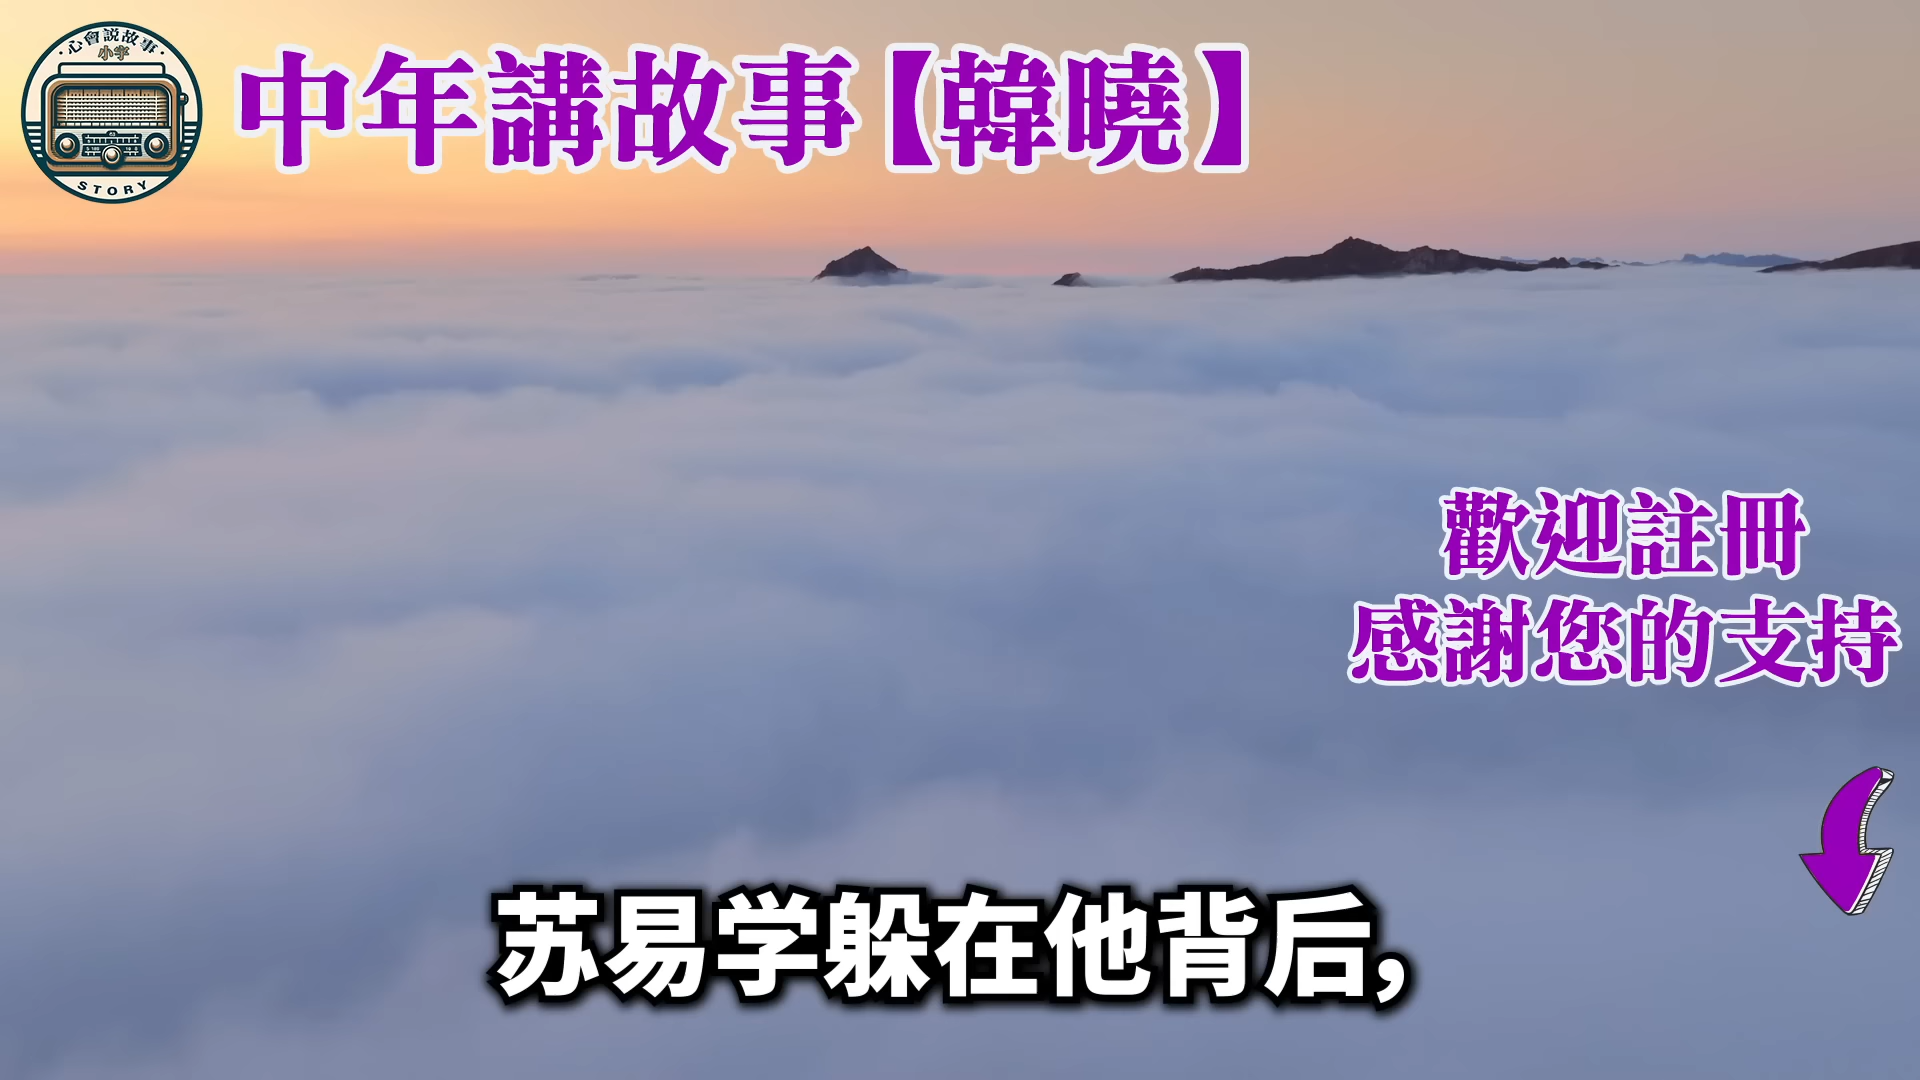 ·心會説故事·
小宇
STORY
中年講故事【韓曉】
歡迎註冊
感謝您的支持
苏易学躲在他背后,